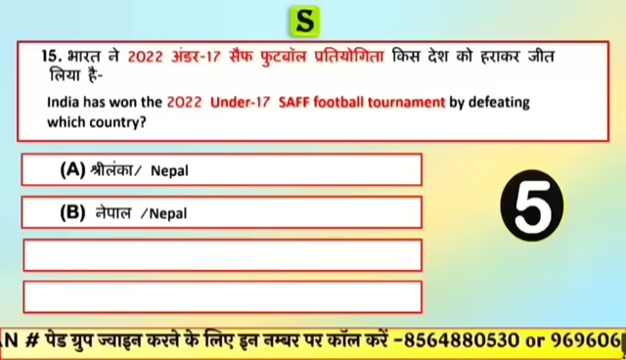 S
15. भारत ने 2022 अंडर-17 सैफ फुटबॉल प्रतियोगिता किस देश को हराकर जीत
लिया है-
India has won the 2022 Under-17 SAFF football tournament by defeating
which country?
(A) श्रीलंका/ Nepal
(B) नेपाल /Nepal
5
N # पेड ग्रुप ज्वाइन करने के लिए इन नम्बर पर कॉल करें -8564880530 or 969606